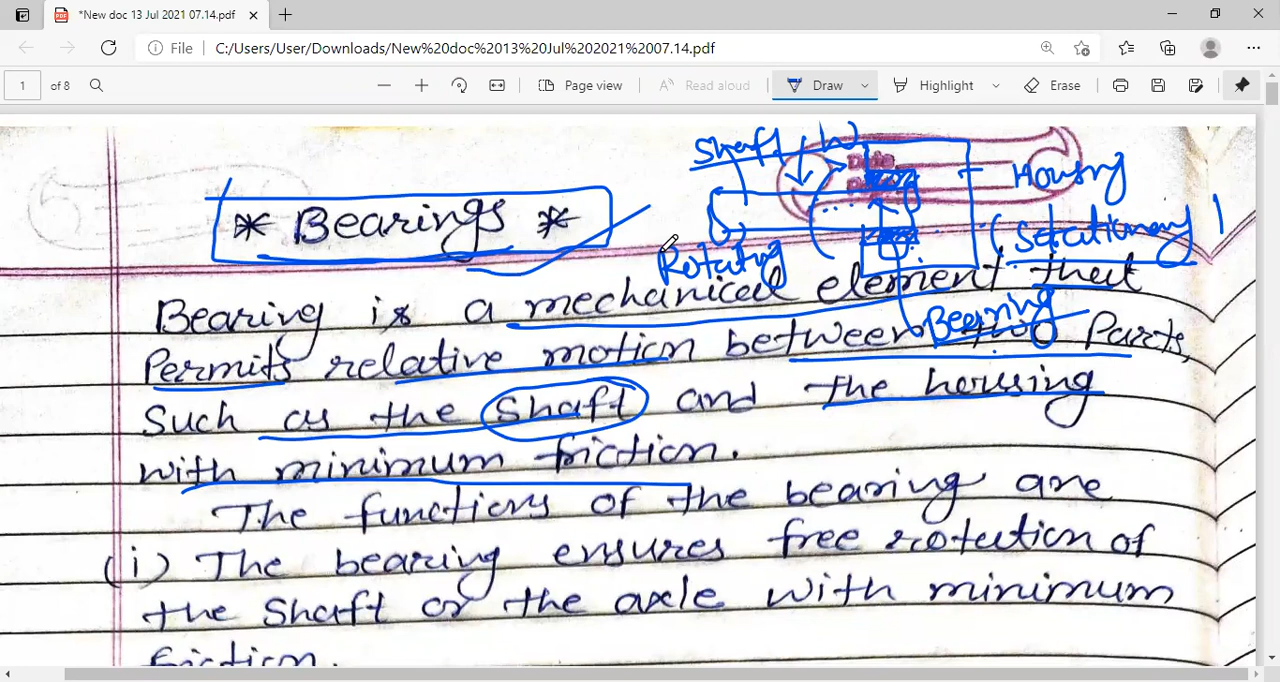 *New doc 13 Jul 2021 07.14.pdf
File C:/Users/User/Downloads/New%20doc%2013%20Jul%202021%2007.14.pdf
1 of 8 Page view Read aloud Draw Highlight Erase
Shaft W
Housing
* Bearings *
Rotating
(Stationary)
Bearing is a mechanical element that
Bearing
Permits relative motion between two Parts,
Such as the Shaft and the housing
with minimum friction.
The functions of the bearing are
(i) The bearing ensures free rotation of
the Shaft or the axle with minimum
friction.